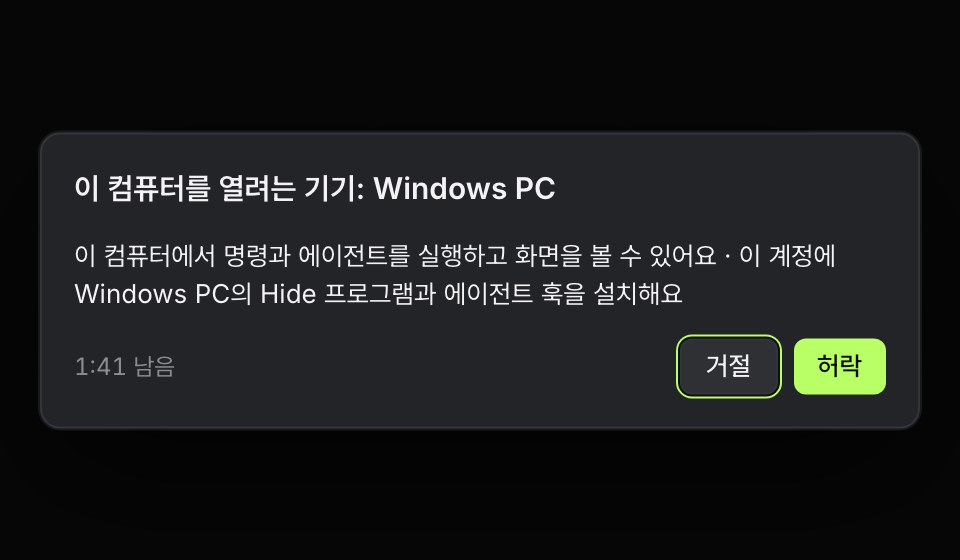 이 컴퓨터를 열려는 기기: Windows PC
이 컴퓨터에서 명령과 에이전트를 실행하고 화면을 볼 수 있어요 · 이 계정에
Windows PC의 Hide 프로그램과 에이전트 훅을 설치해요
1:41 남음
거절
허락